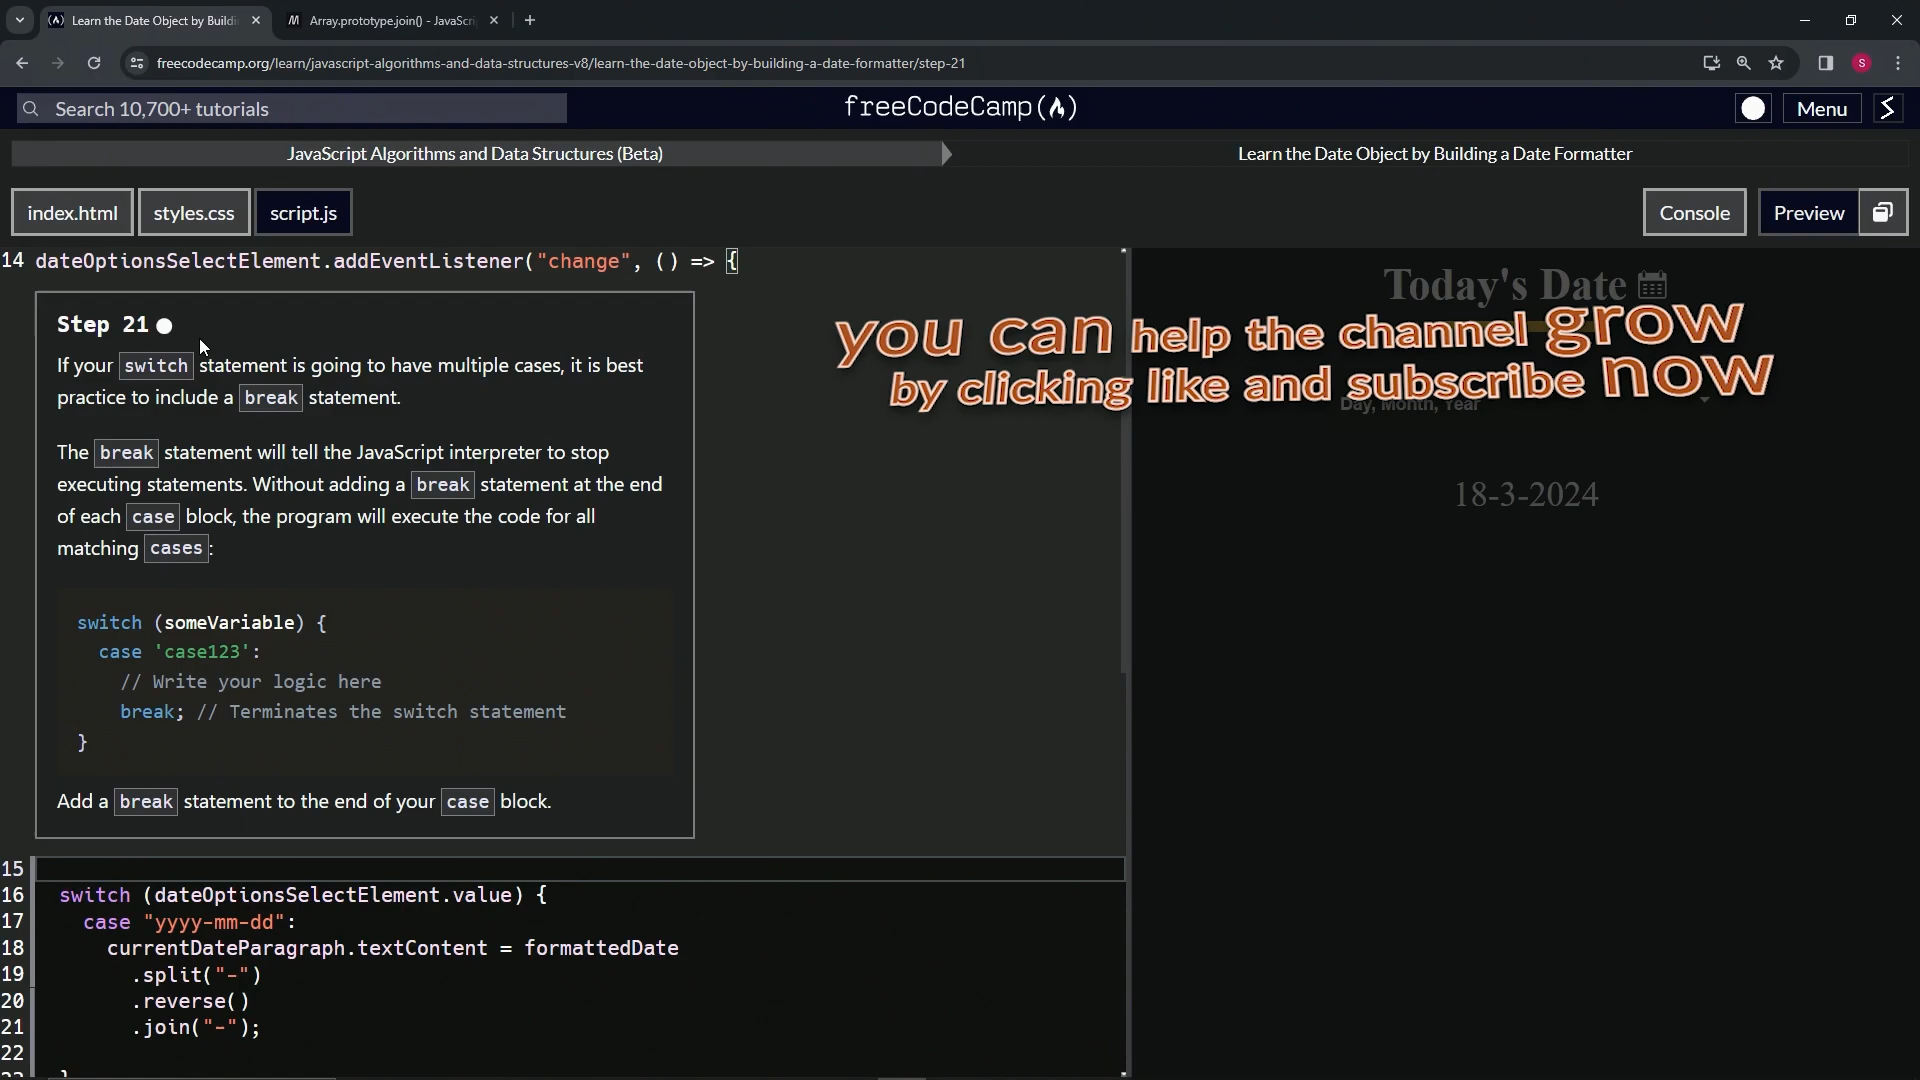 Learn the Date Object by Buildi
Array.prototype.join() - JavaScri
freecodecamp.org/learn/javascript-algorithms-and-data-structures-v8/learn-the-date-object-by-building-a-date-formatter/step-21
S
Search 10,700+ tutorials
freeCodeCamp(🔥)
Menu
JavaScript Algorithms and Data Structures (Beta)
Learn the Date Object by Building a Date Formatter
index.html
styles.css
script.js
Console
Preview
14 dateOptionsSelectElement.addEventListener("change", () => {
Step 21
If your switch statement is going to have multiple cases, it is best
practice to include a break statement.
The break statement will tell the JavaScript interpreter to stop
executing statements. Without adding a break statement at the end
of each case block, the program will execute the code for all
matching cases:
switch (someVariable) {
case 'case123':
// Write your logic here
break; // Terminates the switch statement
}
Add a break statement to the end of your case block.
15
16 switch (dateOptionsSelectElement.value) {
17 case "yyyy-mm-dd":
18 currentDateParagraph.textContent = formattedDate
19 .split("-")
20 .reverse()
21 .join("-");
22
Today's Date
you can help the channel grow
by clicking like and subscribe now
Day, Month, Year
18-3-2024